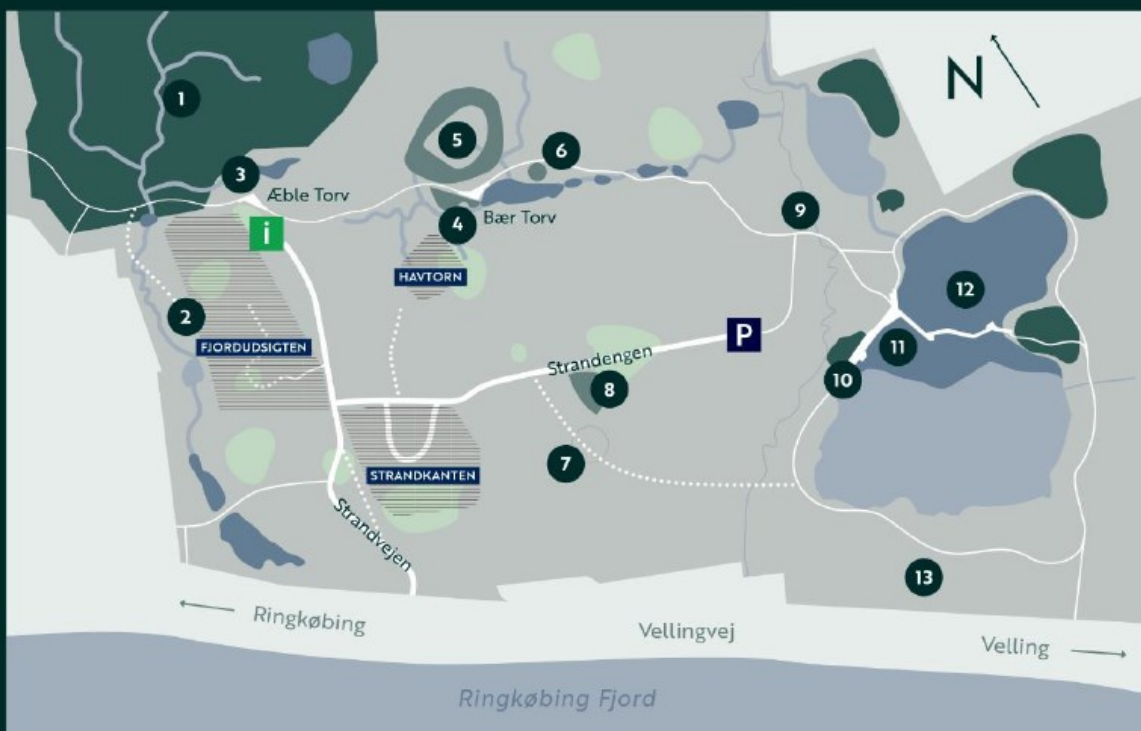 N
1
5
6
3
Æble Torv
i
4
Bær Torv
9
HAVTORN
12
2
FJORDUDSIGTEN
P
11
Strandengen
10
8
7
STRANDKANTEN
Strandvejen
13
Ringkøbing
Vellingvej
Velling
Ringkøbing Fjord